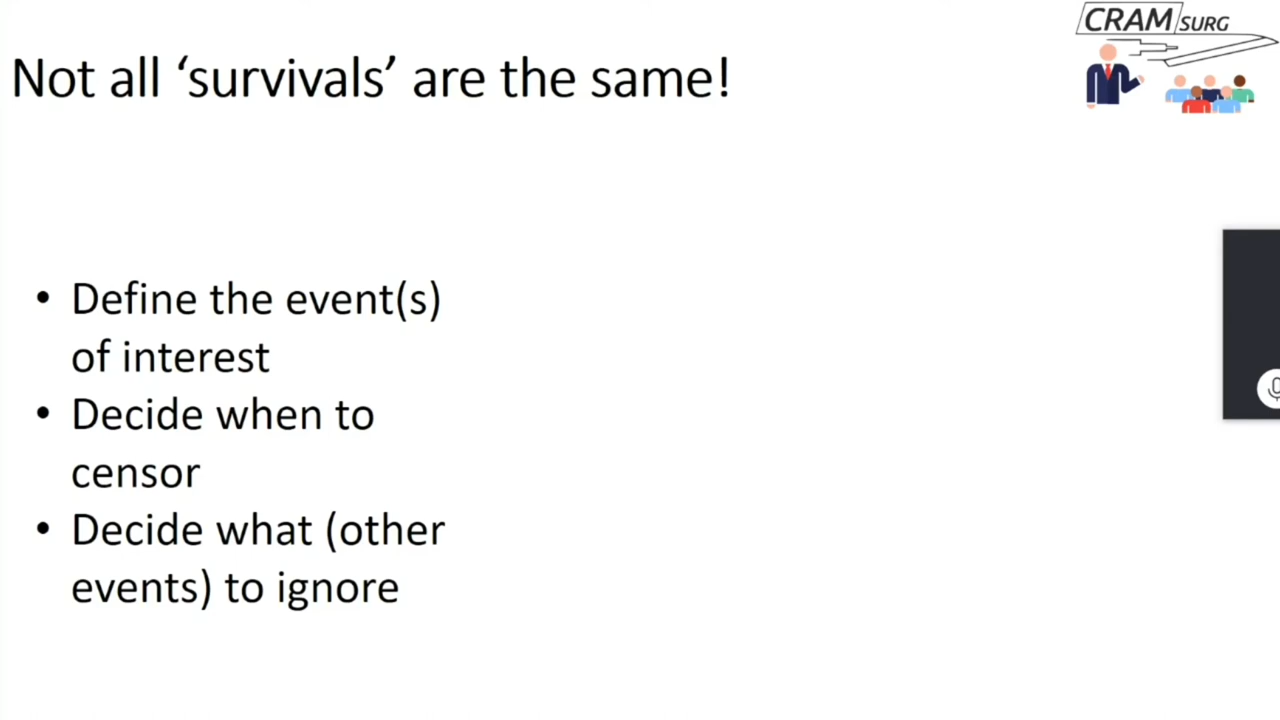 CRAM SURG
Not all ‘survivals’ are the same!
• Define the event(s)
of interest
• Decide when to
censor
• Decide what (other
events) to ignore